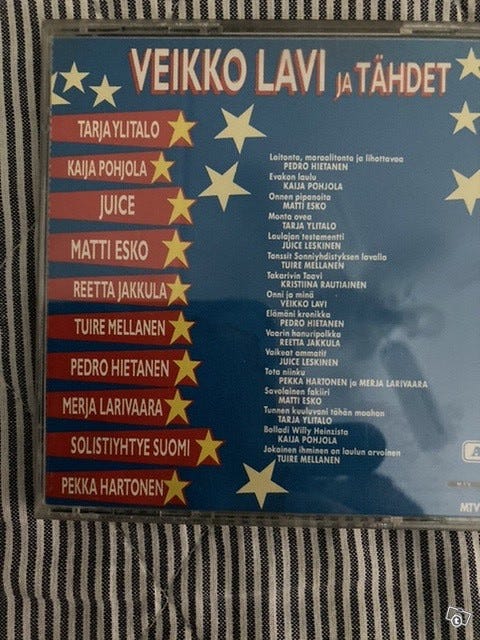 VEIKKO LAVI JA TÄHDET
TARJA YLITALO
KAIJA POHJOLA
JUICE
MATTI ESKO
REETTA JAKKULA
TUIRE MELLANEN
PEDRO HIETANEN
MERJA LARIVAARA
SOLISTIYHTYE SUOMI
PEKKA HARTONEN
Loitonta, moraalitonta ja lihottavaa
PEDRO HIETANEN
Evakon laulu
KAIJA POHJOLA
Onnen pipanoita
MATTI ESKO
Monta ovea
TARJA YLITALO
Laulajan testamentti
JUICE LESKINEN
Tanssit Sonniyhdistyksen lavalla
TUIRE MELLANEN
Takarivin Taavi
KRISTIINA RAUTIAINEN
Onni ja minä
VEIKKO LAVI
Elämäni kronikka
PEDRO HIETANEN
Vaarin hanuripolkka
REETTA JAKKULA
Vaikeat ammatit
JUICE LESKINEN
Tota niinku
PEKKA HARTONEN ja MERJA LARIVAARA
Savolainen fakiiri
MATTI ESKO
Tunnen kuuluvani tähän maahan
TARJA YLITALO
Balladi Willy Heinzista
KAIJA POHJOLA
Jokainen ihminen on laulun arvoinen
TUIRE MELLANEN
MTV